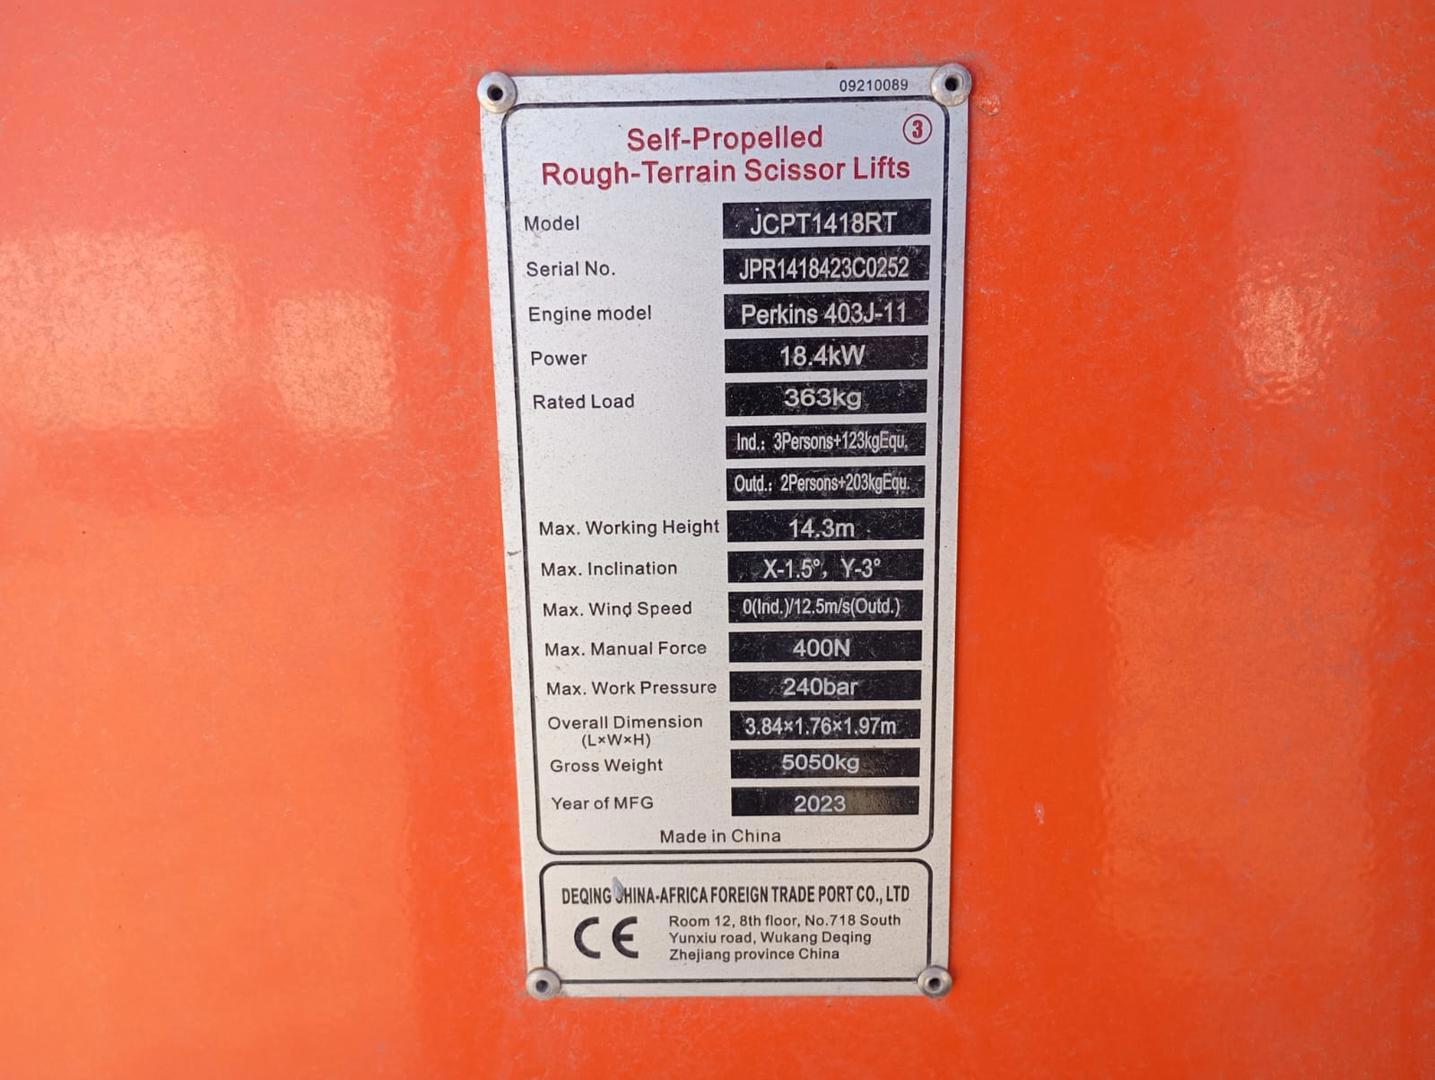 09210089
Self-Propelled ③
Rough-Terrain Scissor Lifts
Model JCPT1418RT
Serial No. JPR1418423C0252
Engine model Perkins 403J-11
Power 18.4kW
Rated Load 363kg
Ind.: 3Persons+123kgEqu.
Outd.: 2Persons+203kgEqu.
Max. Working Height 14.3m
Max. Inclination X-1.5°, Y-3°
Max. Wind Speed 0(Ind.)/12.5m/s(Outd.)
Max. Manual Force 400N
Max. Work Pressure 240bar
Overall Dimension 3.84×1.76×1.97m
(L×W×H)
Gross Weight 5050kg
Year of MFG 2023
Made in China
DEQING CHINA-AFRICA FOREIGN TRADE PORT CO., LTD
CE
Room 12, 8th floor, No.718 South
Yunxiu road, Wukang Deqing
Zhejiang province China